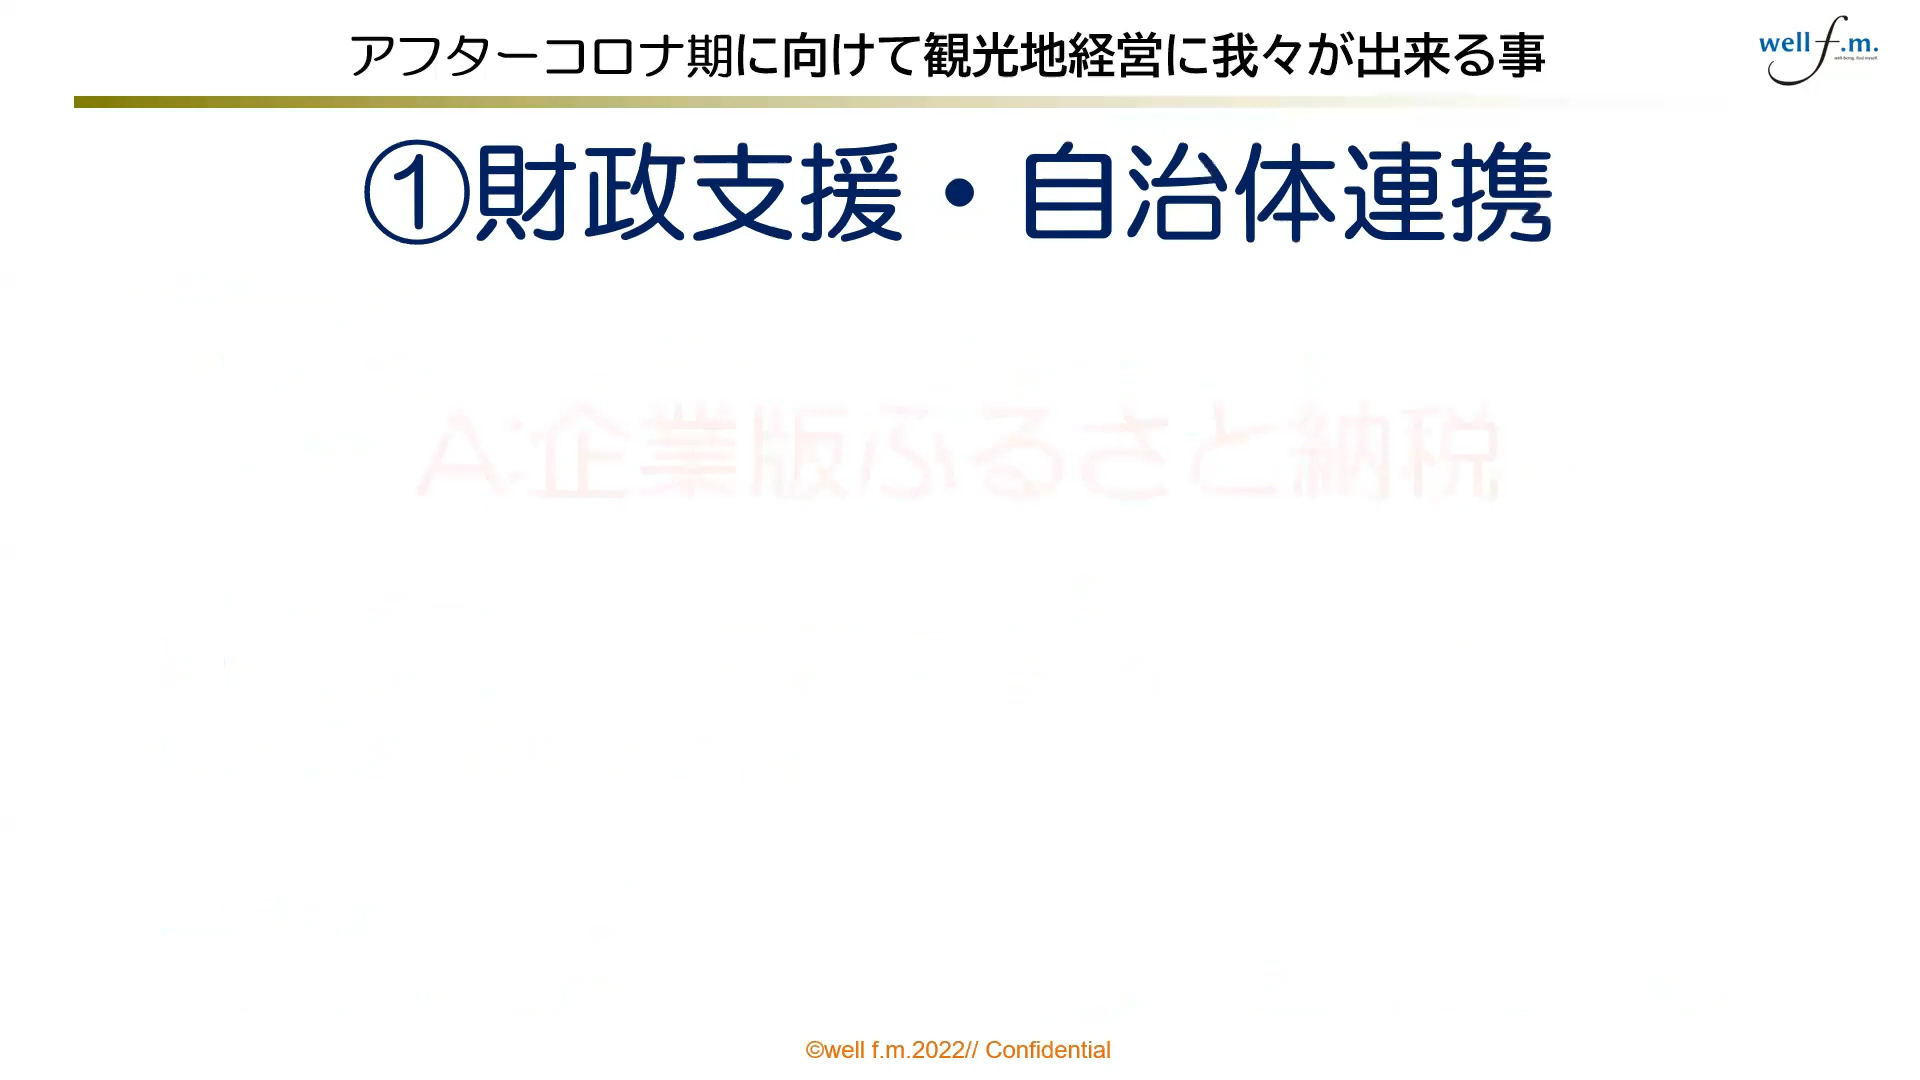 アフターコロナ期に向けて観光地経営に我々が出来る事
well f.m.
①財政支援・自治体連携
A:企業版ふるさと納税
©well f.m.2022// Confidential